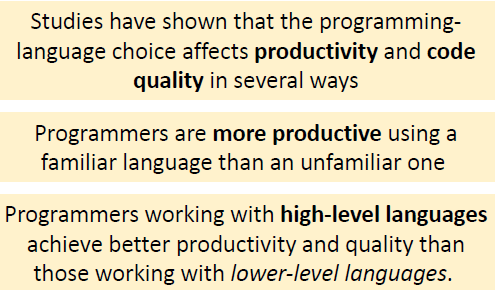 Studies have shown that the programming-
language choice affects productivity and code
quality in several ways
Programmers are more productive using a
familiar language than an unfamiliar one
Programmers working with high-level languages
achieve better productivity and quality than
those working with lower-level languages.